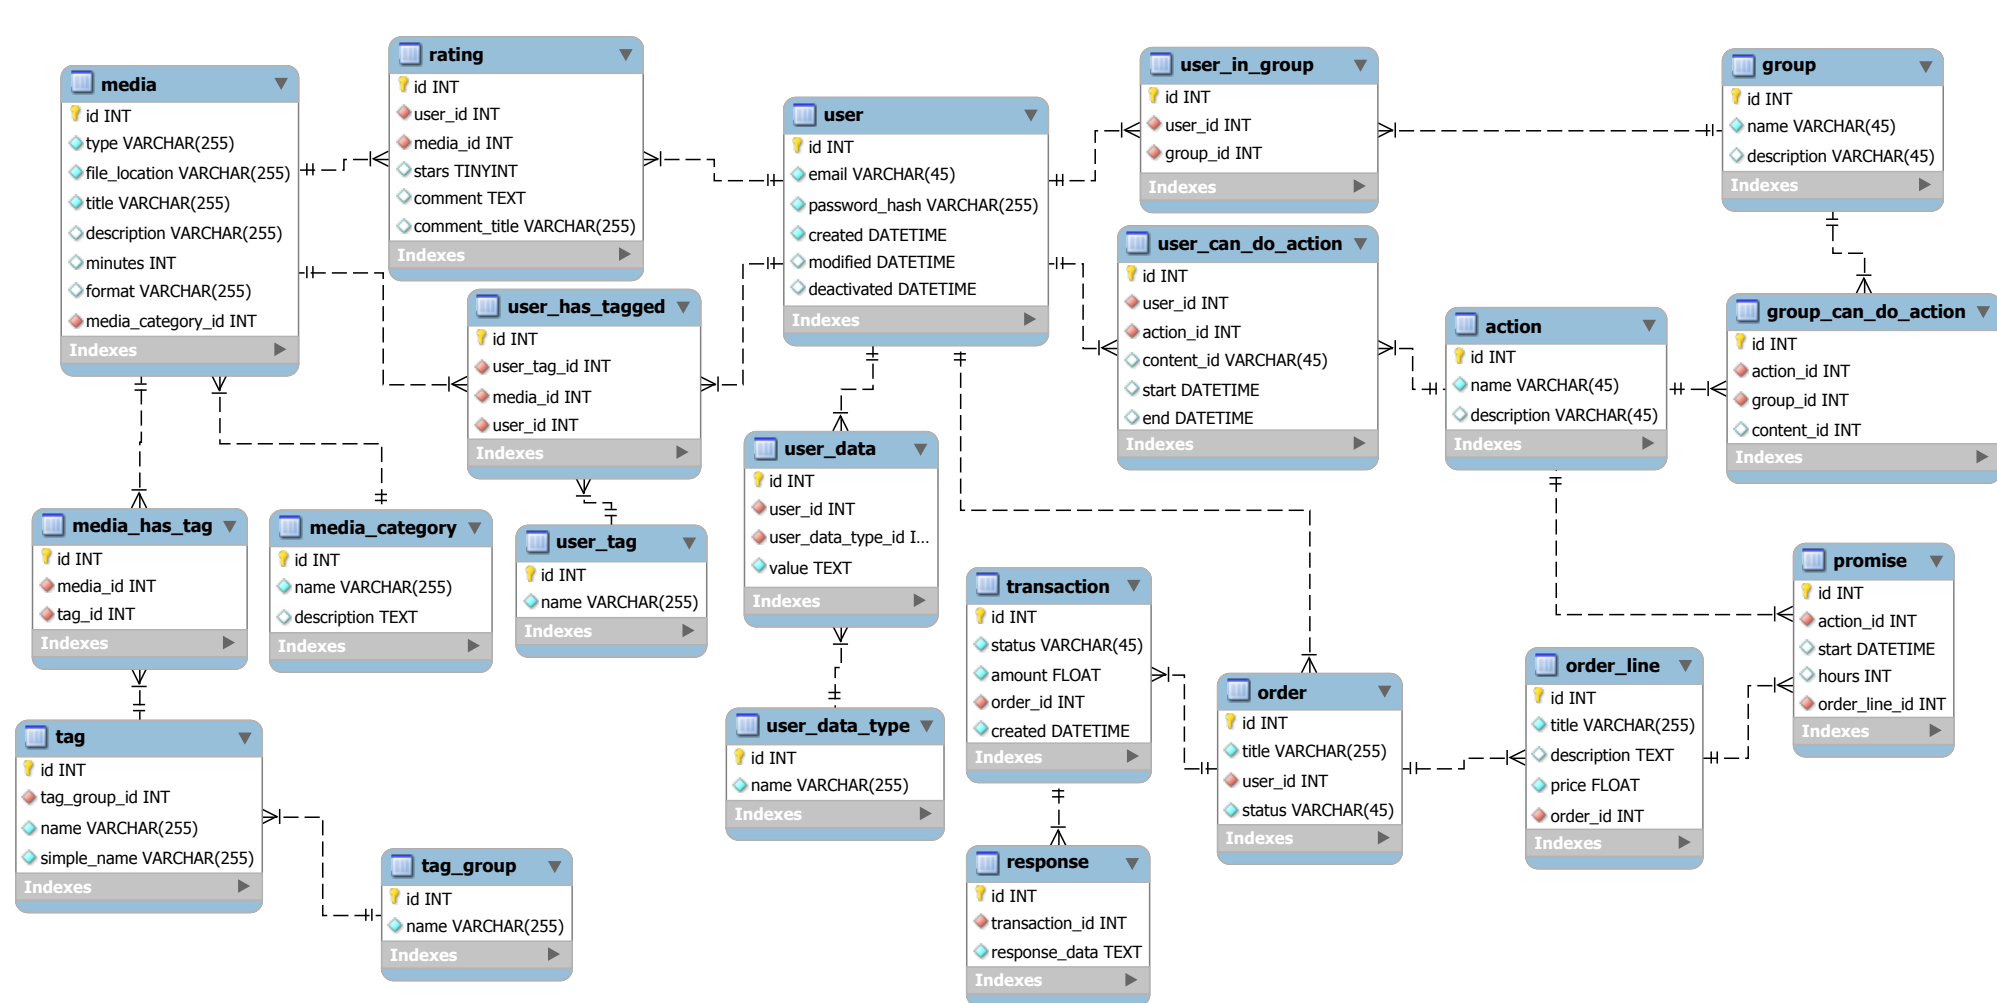 media
id INT
type VARCHAR(255)
file_location VARCHAR(255)
title VARCHAR(255)
description VARCHAR(255)
minutes INT
format VARCHAR(255)
media_category_id INT
Indexes
rating
id INT
user_id INT
media_id INT
stars TINYINT
comment TEXT
comment_title VARCHAR(255)
Indexes
user
id INT
email VARCHAR(45)
password_hash VARCHAR(255)
created DATETIME
modified DATETIME
deactivated DATETIME
Indexes
user_in_group
id INT
user_id INT
group_id INT
Indexes
group
id INT
name VARCHAR(45)
description VARCHAR(45)
Indexes
user_has_tagged
id INT
user_tag_id INT
media_id INT
user_id INT
Indexes
user_can_do_action
id INT
user_id INT
action_id INT
content_id VARCHAR(45)
start DATETIME
end DATETIME
Indexes
action
id INT
name VARCHAR(45)
description VARCHAR(45)
Indexes
group_can_do_action
id INT
action_id INT
group_id INT
content_id INT
Indexes
media_has_tag
id INT
media_id INT
tag_id INT
Indexes
media_category
id INT
name VARCHAR(255)
description TEXT
Indexes
user_tag
id INT
name VARCHAR(255)
Indexes
user_data
id INT
user_id INT
user_data_type_id I...
value TEXT
Indexes
transaction
id INT
status VARCHAR(45)
amount FLOAT
order_id INT
created DATETIME
Indexes
order
id INT
title VARCHAR(255)
user_id INT
status VARCHAR(45)
Indexes
order_line
id INT
title VARCHAR(255)
description TEXT
price FLOAT
order_id INT
Indexes
promise
id INT
action_id INT
start DATETIME
hours INT
order_line_id INT
Indexes
tag
id INT
tag_group_id INT
name VARCHAR(255)
simple_name VARCHAR(255)
Indexes
tag_group
id INT
name VARCHAR(255)
Indexes
user_data_type
id INT
name VARCHAR(255)
Indexes
response
id INT
transaction_id INT
response_data TEXT
Indexes